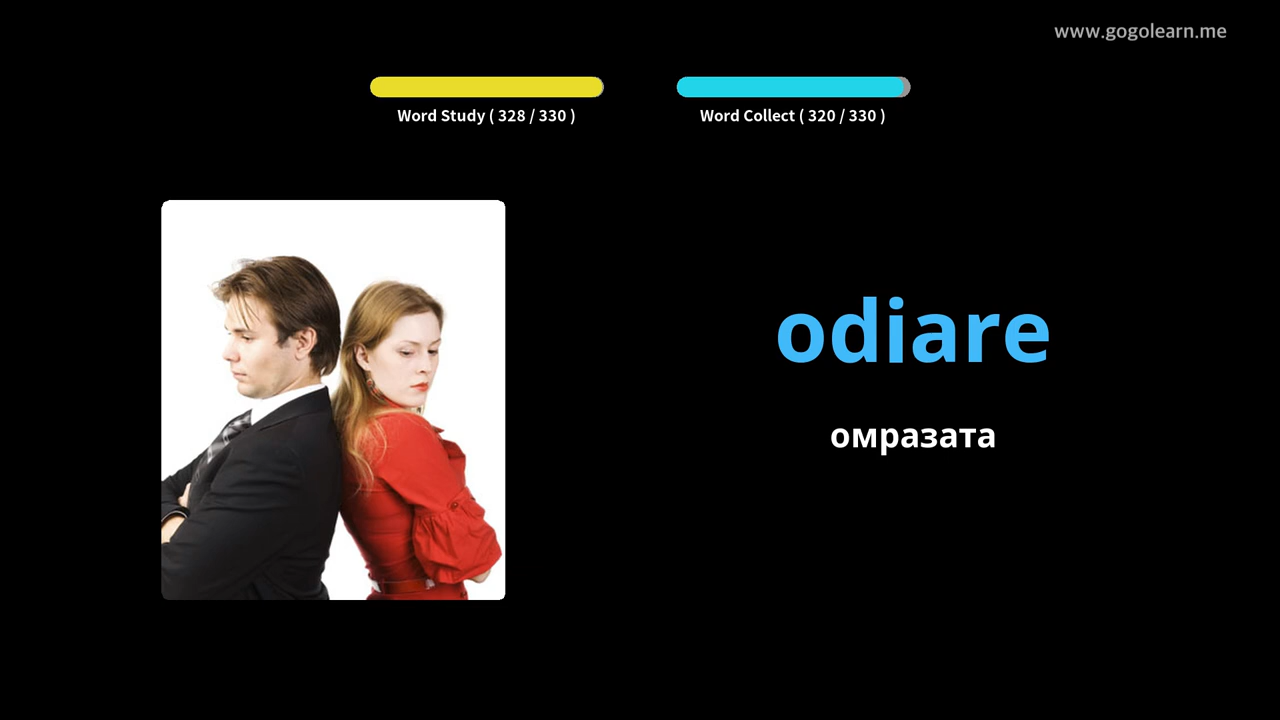 www.gogolearn.me
Word Study ( 328 / 330 )
Word Collect ( 320 / 330 )
odiare
омразата